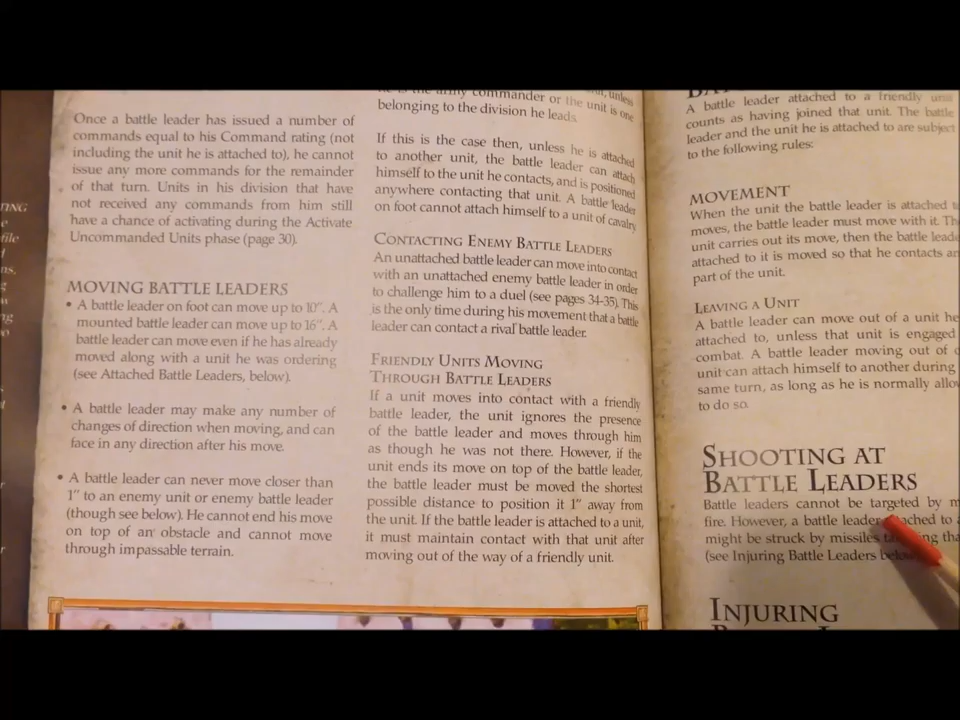 Once a battle leader has issued a number of
commands equal to his Command rating (not
including the unit he is attached to), he cannot
issue any more commands for the remainder
of that turn. Units in his division that have
not received any commands from him still
have a chance of activating during the Activate
Uncommanded Units phase (page 30).
MOVING BATTLE LEADERS
• A battle leader on foot can move up to 10". A
mounted battle leader can move up to 16". A
battle leader can move even if he has already
moved along with a unit he was ordering
(see Attached Battle Leaders, below).
• A battle leader may make any number of
changes of direction when moving, and can
face in any direction after his move.
• A battle leader can never move closer than
1" to an enemy unit or enemy battle leader
(though see below). He cannot end his move
on top of an obstacle and cannot move
through impassable terrain.
he is the army commander or the unit is one
belonging to the division he leads.
If this is the case then, unless he is attached
to another unit, the battle leader can attach
himself to the unit he contacts, and is positioned
anywhere contacting that unit. A battle leader
on foot cannot attach himself to a unit of cavalry.
CONTACTING ENEMY BATTLE LEADERS
An unattached battle leader can move into contact
with an unattached enemy battle leader in order
to challenge him to a duel (see pages 34-35). This
is the only time during his movement that a battle
leader can contact a rival battle leader.
FRIENDLY UNITS MOVING
THROUGH BATTLE LEADERS
If a unit moves into contact with a friendly
battle leader, the unit ignores the presence
of the battle leader and moves through him
as though he was not there. However, if the
unit ends its move on top of the battle leader,
the battle leader must be moved the shortest
possible distance to position it 1" away from
the unit. If the battle leader is attached to a unit,
it must maintain contact with that unit after
moving out of the way of a friendly unit.
A battle leader attached to a friendly unit
counts as having joined that unit. The battle
leader and the unit he is attached to are subject
to the following rules:
MOVEMENT
When the unit the battle leader is attached
moves, the battle leader must move with it.
unit carries out its move, then the battle
attached to it is moved so that he contacts
part of the unit.
LEAVING A UNIT
A battle leader can move out of a unit he
attached to, unless that unit is engaged
combat. A battle leader moving out of
unit can attach himself to another during
same turn, as long as he is normally
to do so.
SHOOTING AT
BATTLE LEADERS
Battle leaders cannot be targeted by
fire. However, a battle leader to
might be struck by missiles
(see Injuring Battle Leaders
INJURING